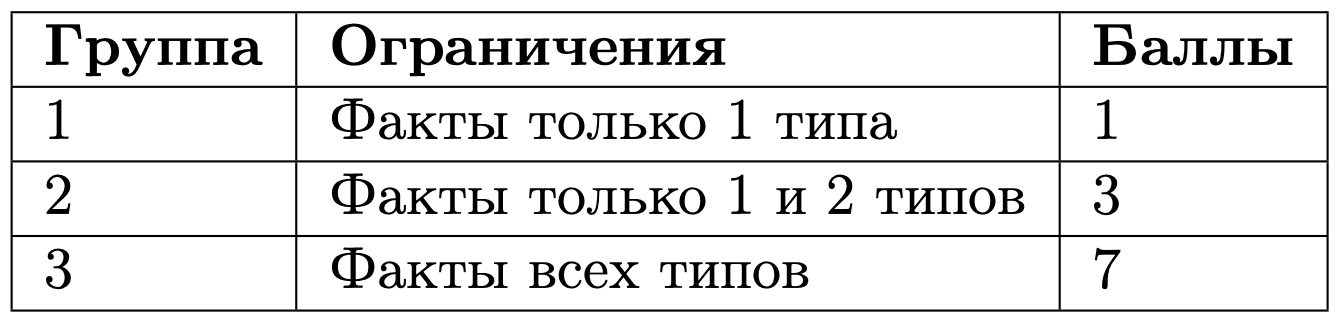 Группа Ограничения Баллы
1 Факты только 1 типа 1
2 Факты только 1 и 2 типов 3
3 Факты всех типов 7